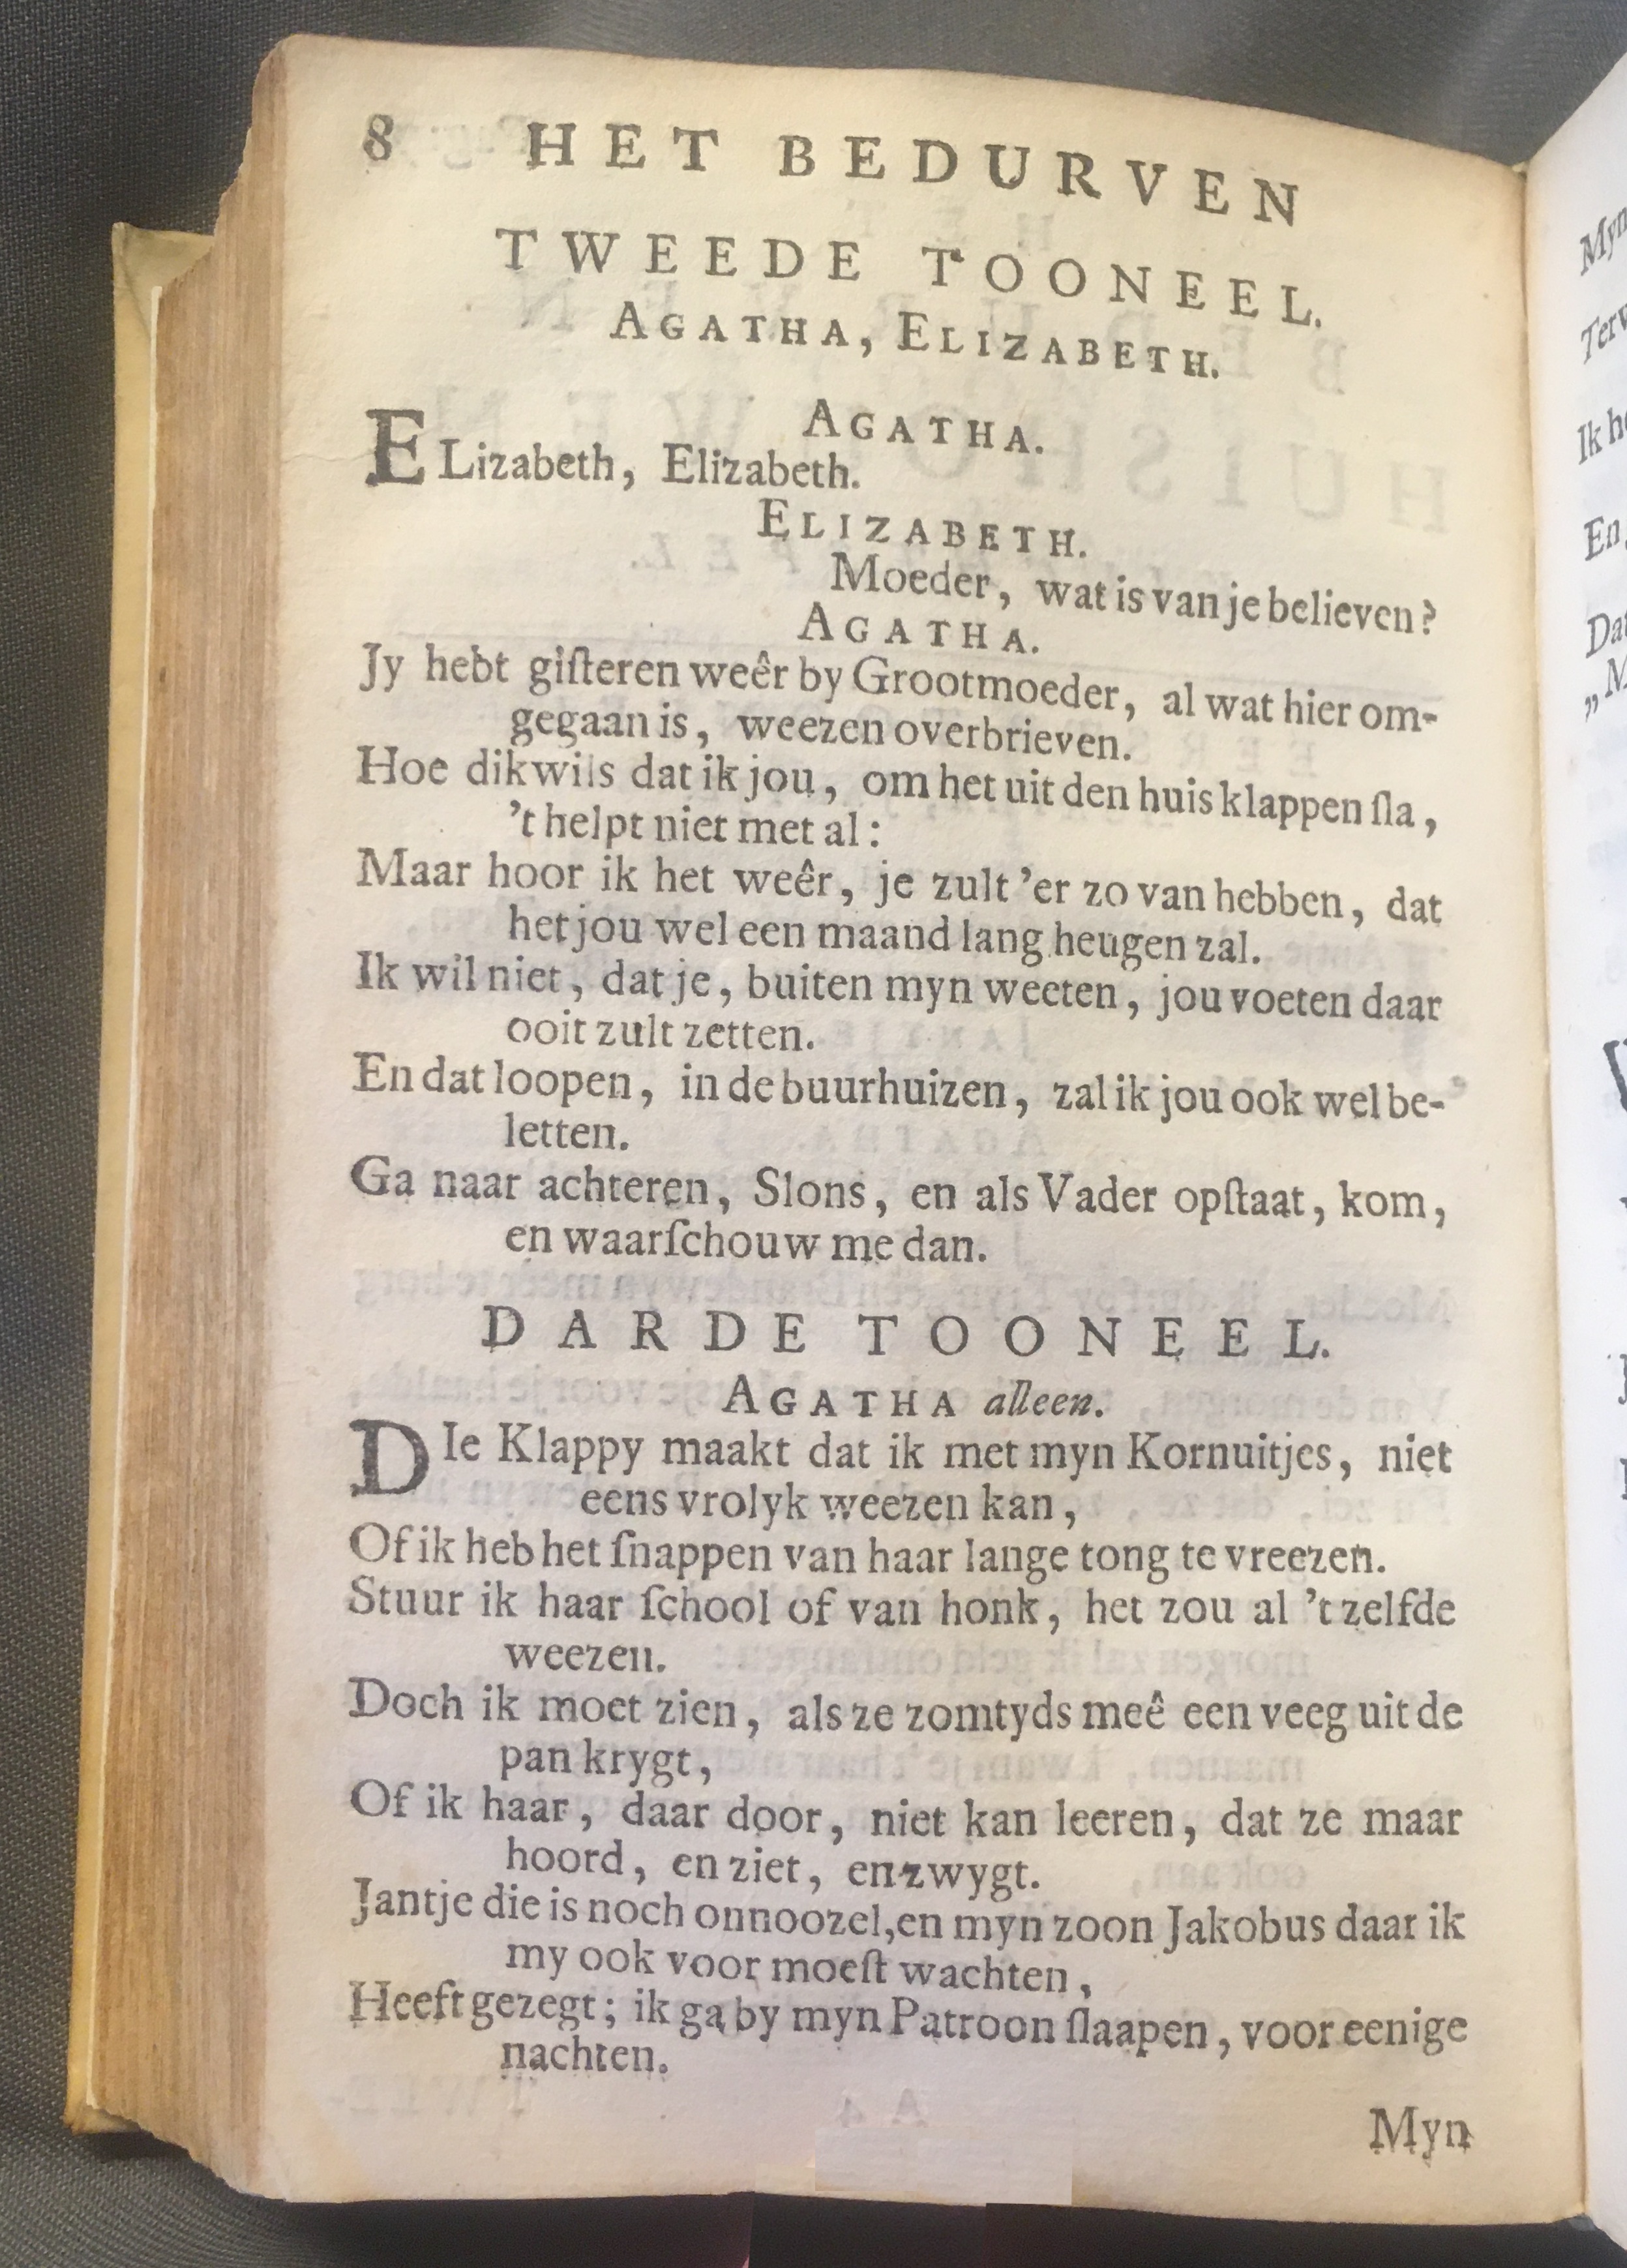 8 HET BEDURVEN
TWEEDE TOONEEL.
AGATHA, ELIZABETH.
AGATHA.
ELizabeth, Elizabeth.
ELIZABETH.
Moeder, wat is van je believen?
AGATHA.
Jy hebt giſteren weêr by Grootmoeder, al wat hier om-
gegaan is, weezen overbrieven.
Hoe dikwils dat ik jou, om het uit den huis klappen ſla,
't helpt niet met al:
Maar hoor ik het weêr, je zult 'er zo van hebben, dat
het jou wel een maand lang heugen zal.
Ik wil niet, dat je, buiten myn weeten, jou voeten daar
ooit zult zetten.
En dat loopen, in de buurhuizen, zal ik jou ook wel be-
letten.
Ga naar achteren, Slons, en als Vader opſtaat, kom,
en waarſchouw me dan.
DARDE TOONEEL.
AGATHA alleen.
DIe Klappy maakt dat ik met myn Kornuitjes, niet
eens vrolyk weezen kan,
Of ik heb het ſnappen van haar lange tong te vreezen.
Stuur ik haar ſchool of van honk, het zou al 't zelfde
weezen.
Doch ik moet zien, als ze zomtyds meê een veeg uit de
pan krygt,
Of ik haar, daar door, niet kan leeren, dat ze maar
hoord, en ziet, en zwygt.
Jantje die is noch onnoozel, en myn zoon Jakobus daar ik
my ook voor moeſt wachten,
Heeft gezegt; ik ga by myn Patroon ſlaapen, voor eenige
nachten.
Myn
Myn
Ik
En
„M